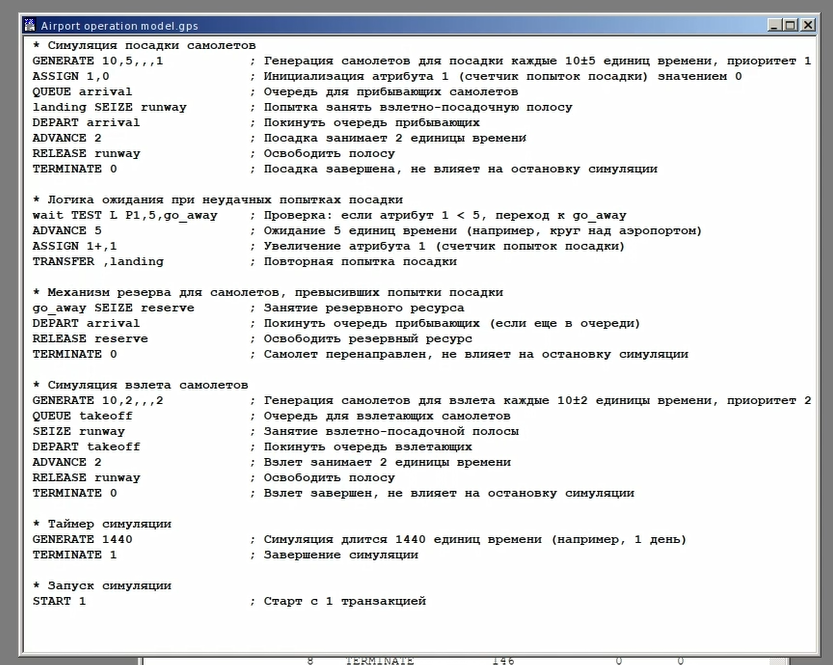 Airport operation model.gps
* Симуляция посадки самолетов
GENERATE 10,5,,,1 ; Генерация самолетов для посадки каждые 10±5 единиц времени, приоритет 1
ASSIGN 1,0 ; Инициализация атрибута 1 (счетчик попыток посадки) значением 0
QUEUE arrival ; Очередь для прибывающих самолетов
landing SEIZE runway ; Попытка занять взлетно-посадочную полосу
DEPART arrival ; Покинуть очередь прибывающих
ADVANCE 2 ; Посадка занимает 2 единицы времени
RELEASE runway ; Освободить полосу
TERMINATE 0 ; Посадка завершена, не влияет на остановку симуляции
* Логика ожидания при неудачных попытках посадки
wait TEST L P1,5,go_away ; Проверка: если атрибут 1 < 5, переход к go_away
ADVANCE 5 ; Ожидание 5 единиц времени (например, круг над аэропортом)
ASSIGN 1+,1 ; Увеличение атрибута 1 (счетчик попыток посадки)
TRANSFER ,landing ; Повторная попытка посадки
* Механизм резерва для самолетов, превысивших попытки посадки
go_away SEIZE reserve ; Занятие резервного ресурса
DEPART arrival ; Покинуть очередь прибывающих (если еще в очереди)
RELEASE reserve ; Освободить резервный ресурс
TERMINATE 0 ; Самолет перенаправлен, не влияет на остановку симуляции
* Симуляция взлета самолетов
GENERATE 10,2,,,2 ; Генерация самолетов для взлета каждые 10±2 единицы времени, приоритет 2
QUEUE takeoff ; Очередь для взлетающих самолетов
SEIZE runway ; Занятие взлетно-посадочной полосы
DEPART takeoff ; Покинуть очередь взлетающих
ADVANCE 2 ; Взлет занимает 2 единицы времени
RELEASE runway ; Освободить полосу
TERMINATE 0 ; Взлет завершен, не влияет на остановку симуляции
* Таймер симуляции
GENERATE 1440 ; Симуляция длится 1440 единиц времени (например, 1 день)
TERMINATE 1 ; Завершение симуляции
* Запуск симуляции
START 1 ; Старт с 1 транзакцией
8 TERMINATE 146 0 0